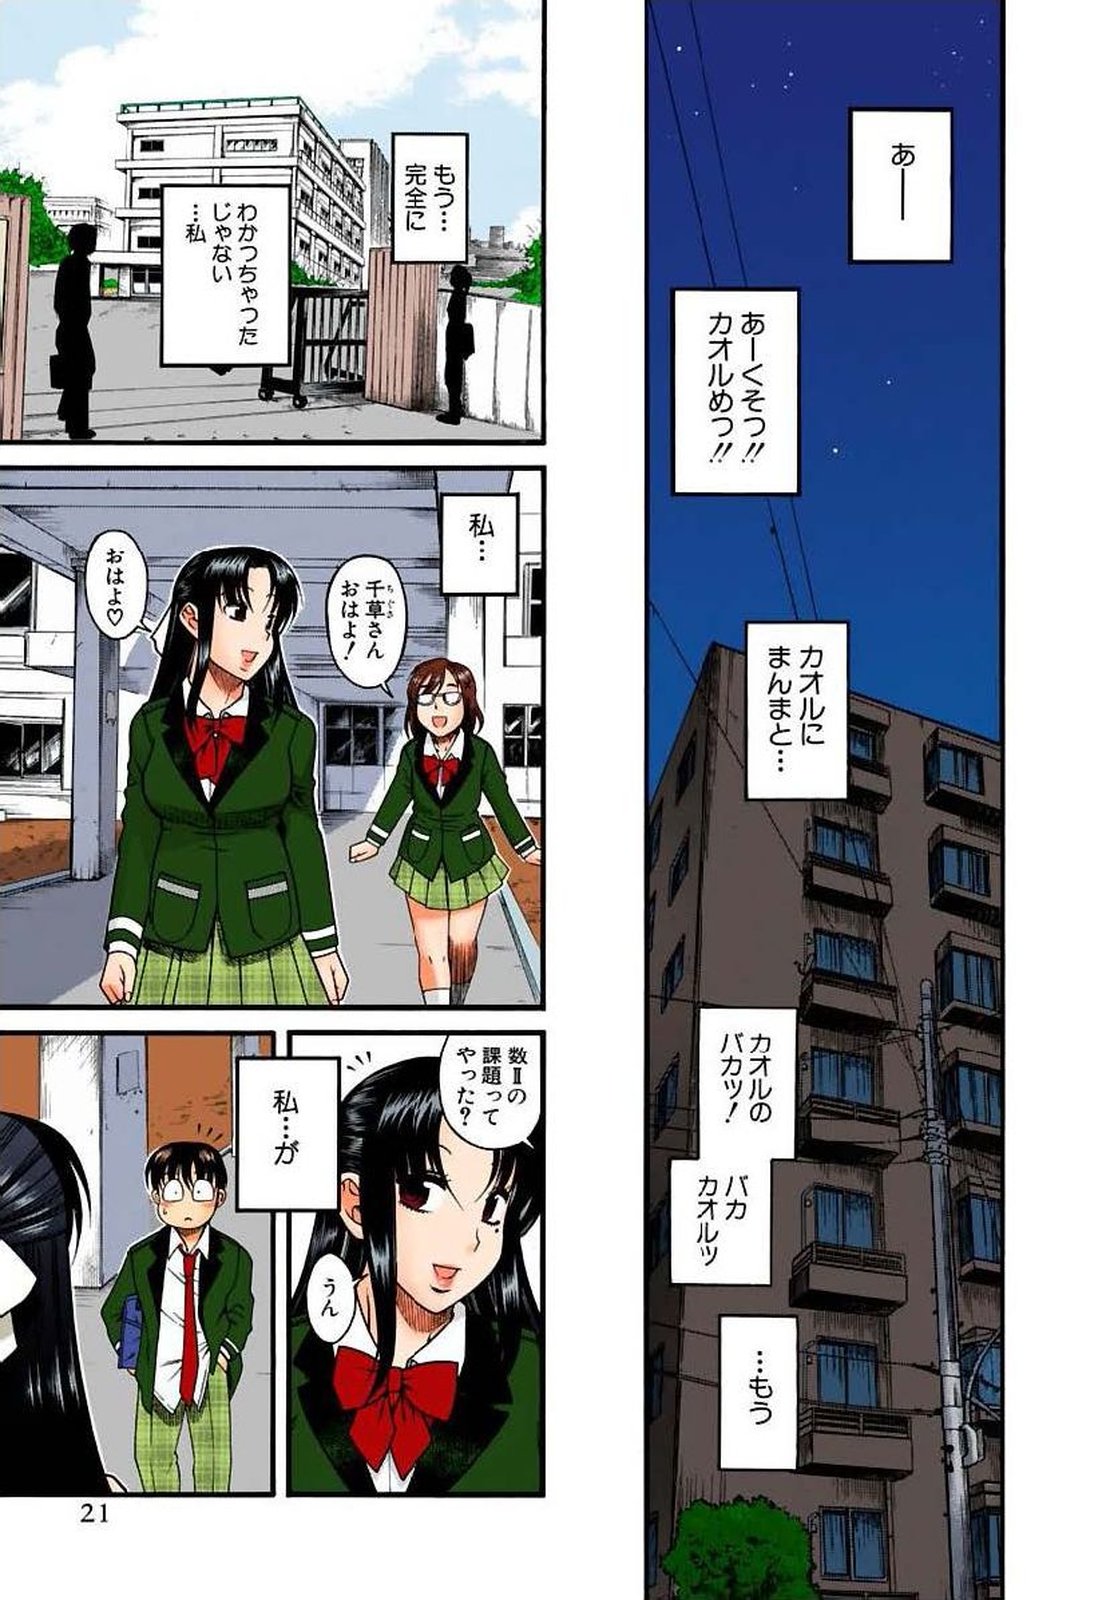 あー
あーくそっ!!
カオルめっ!!
カオルに
まんまと…
カオルの
バカッ!
バカ
カオルッ
…もう
もう…
完全に
わかっちゃった
じゃない
…私
私…
千草さん
ちぐさ
おはよ!
おはよ♡
数Ⅱの
課題って
やった?
うん
私…が
21